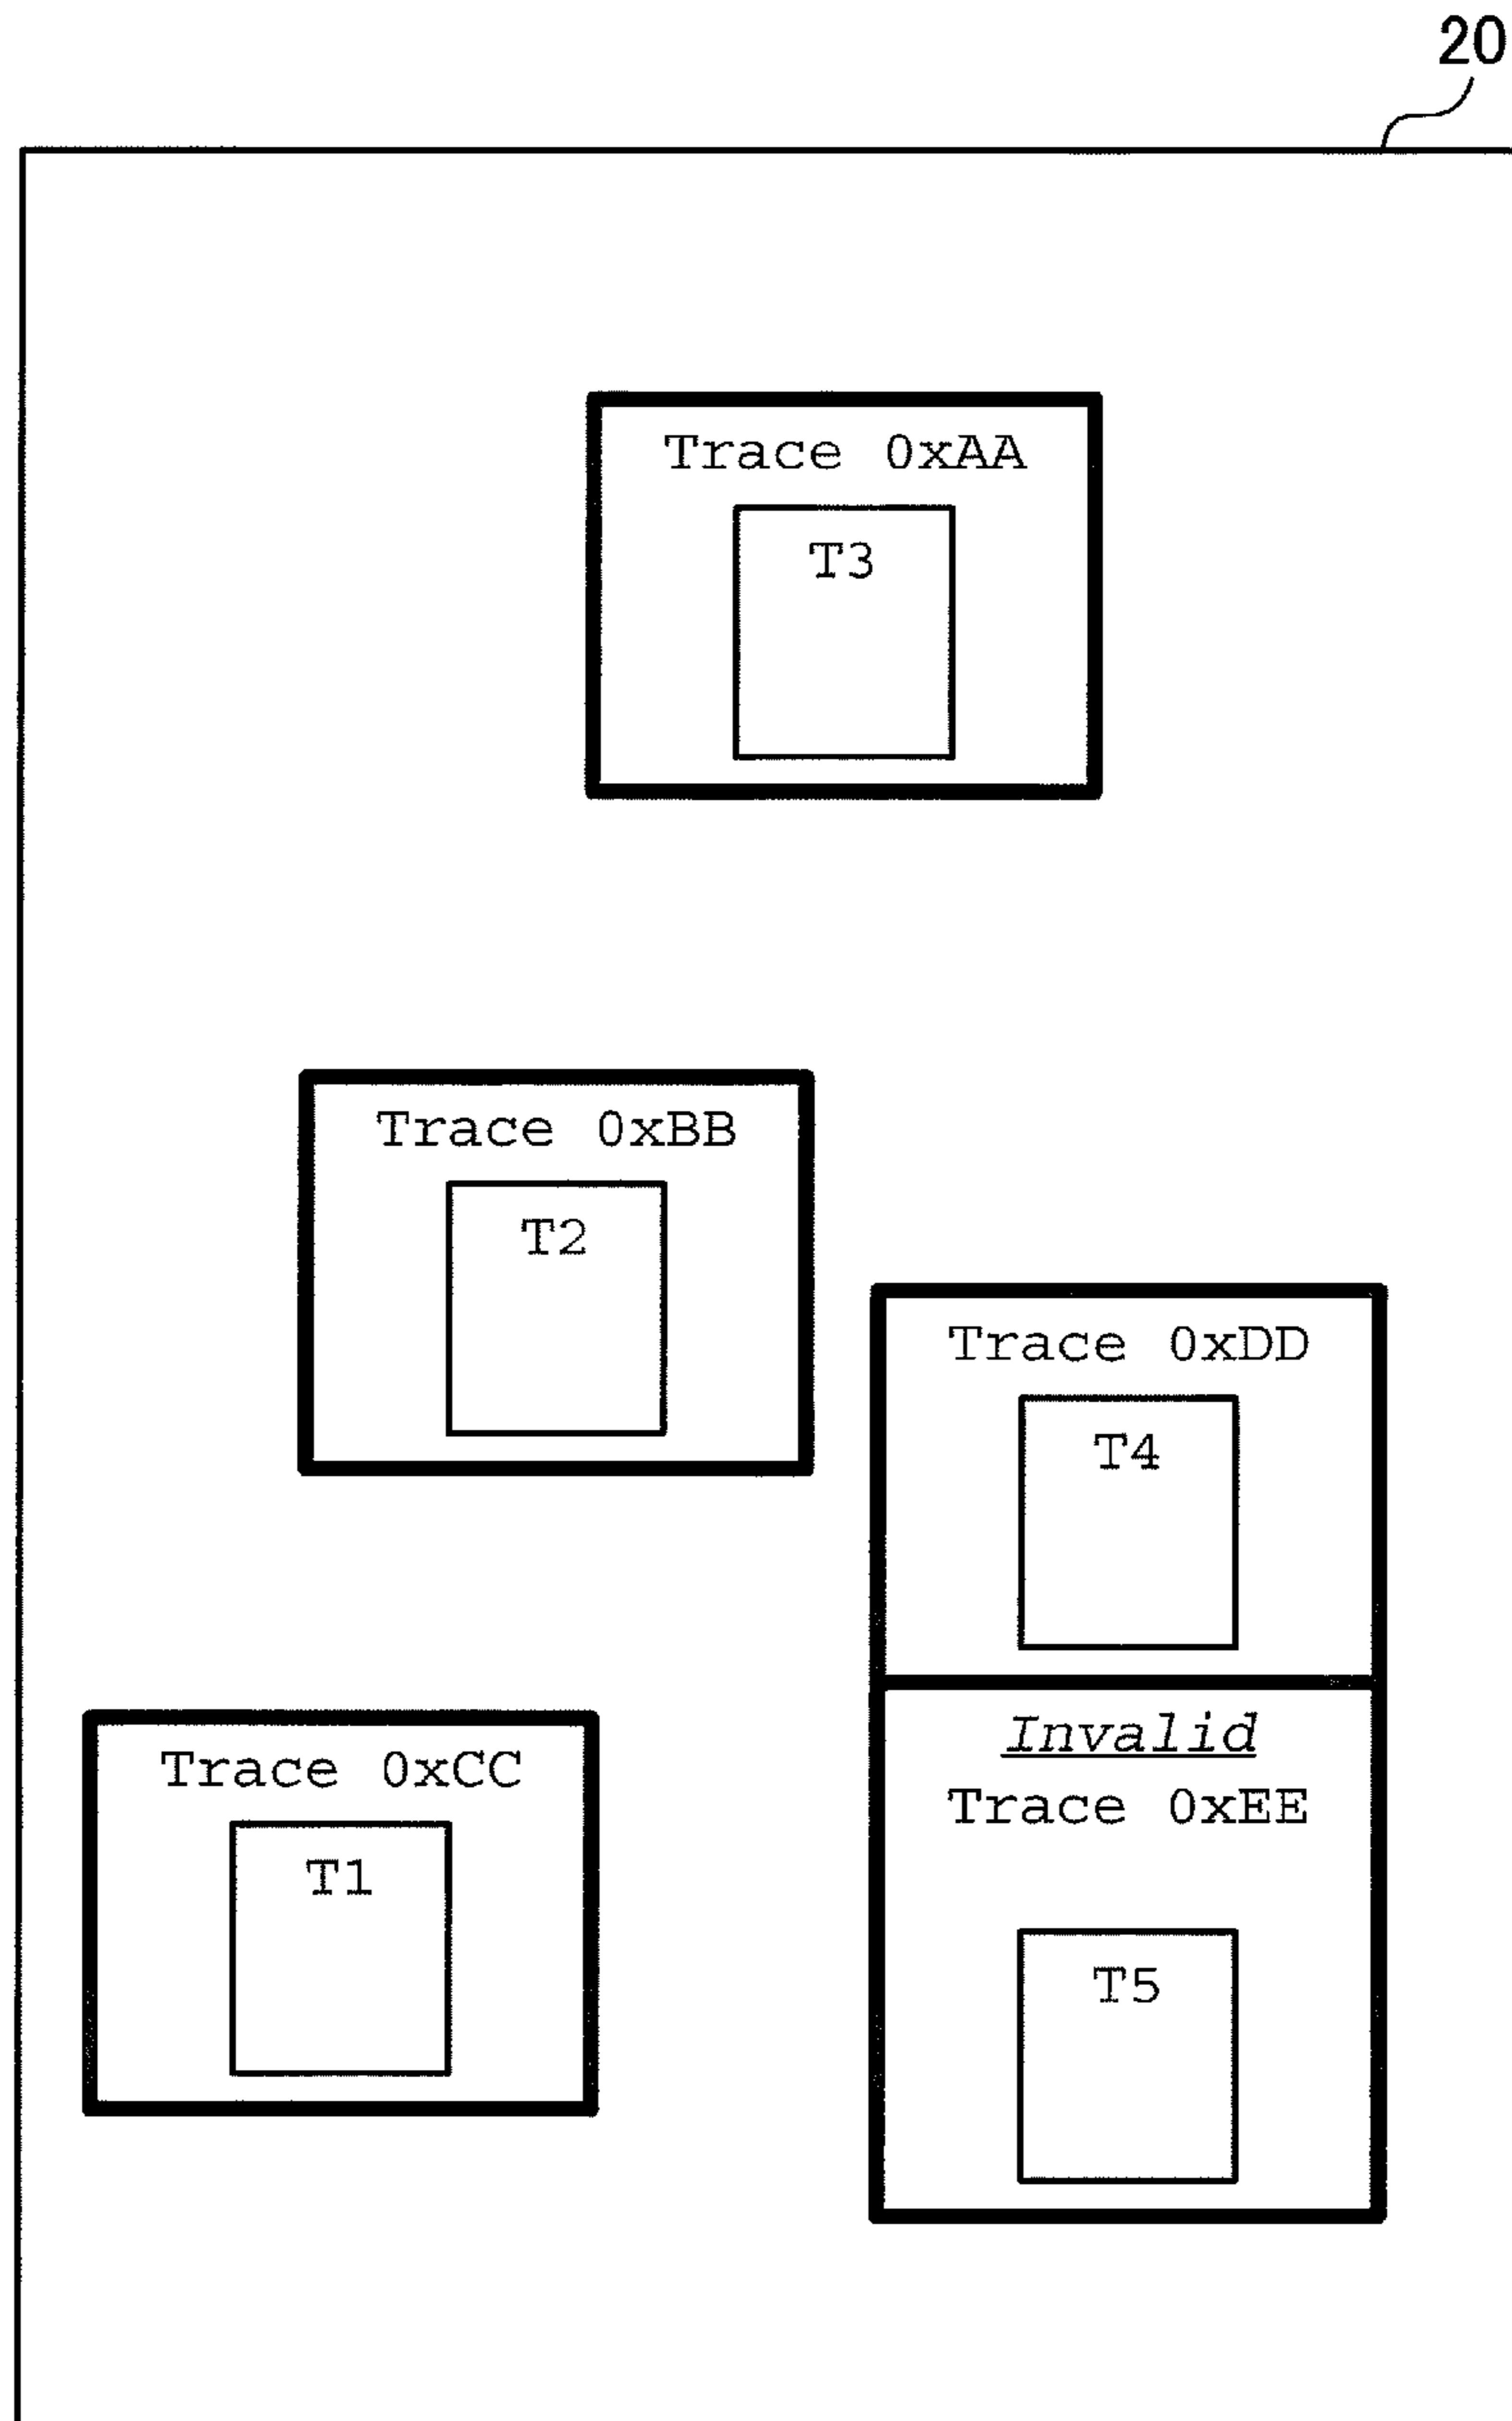 20
Trace 0xAA
T3
Trace 0xBB
T2
Trace 0xDD
T4
Invalid
Trace 0xEE
T5
Trace 0xCC
T1